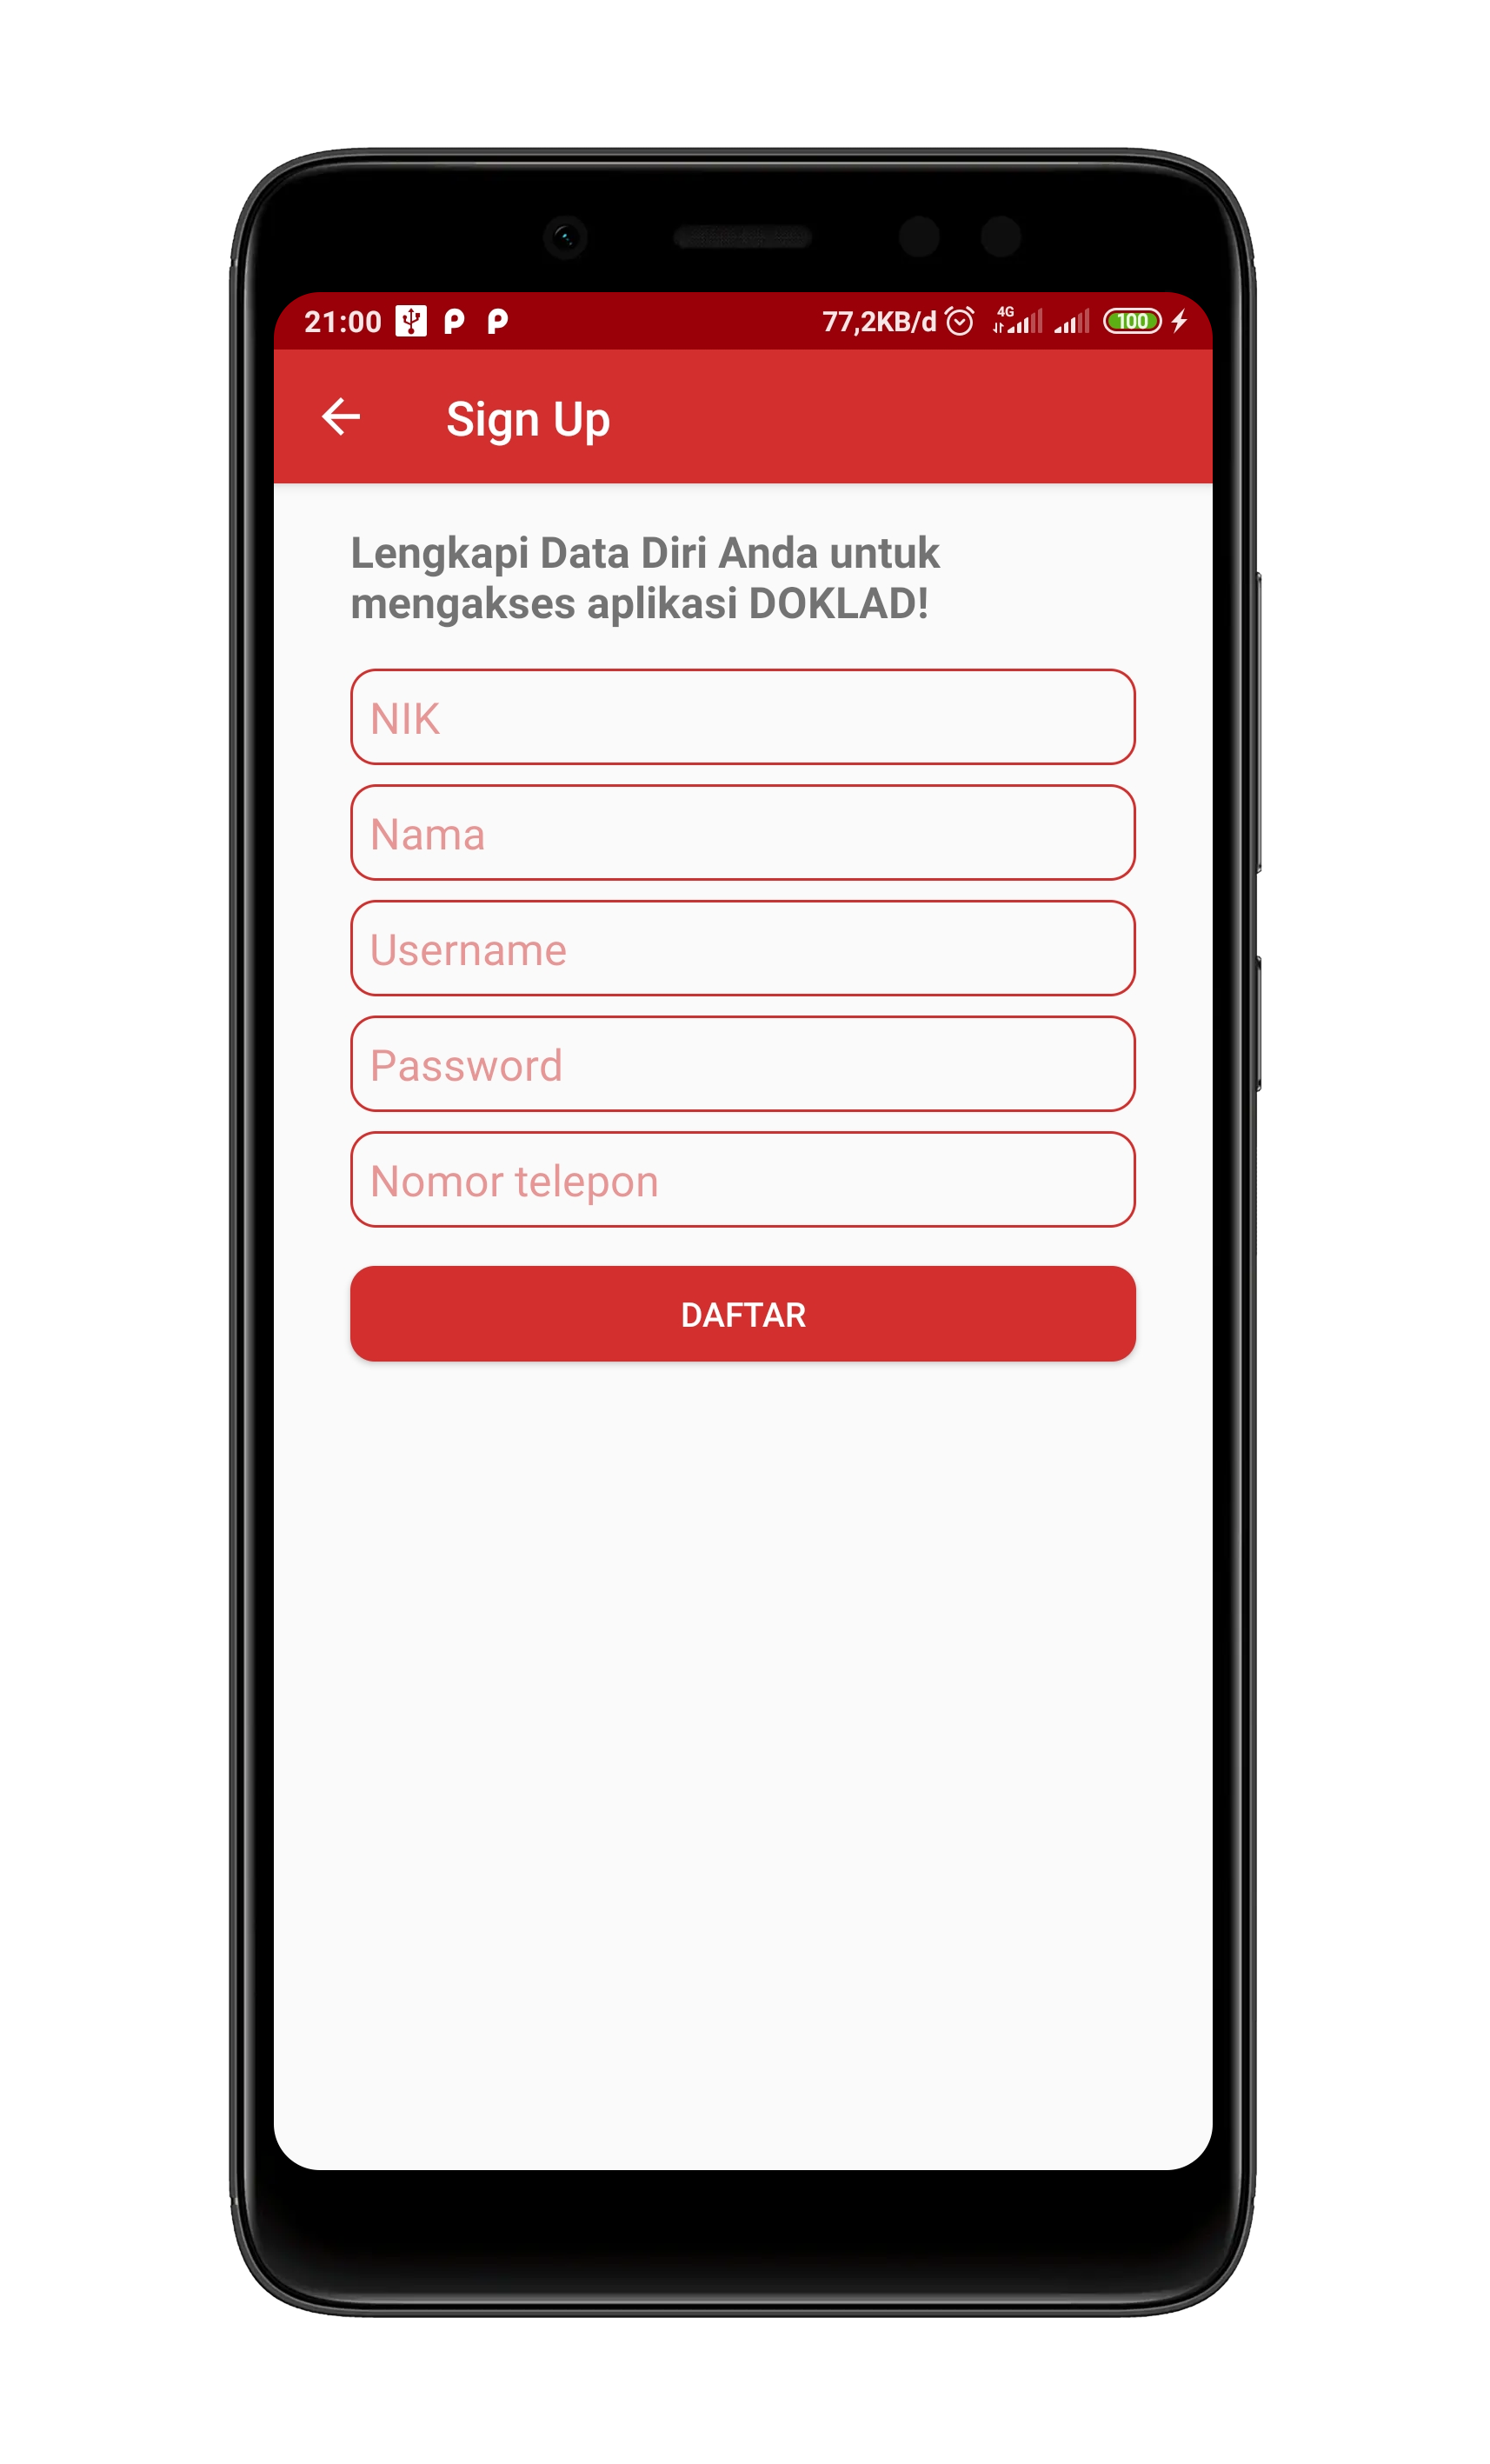 21:00 77,2KB/d 4G 100
Sign Up
Lengkapi Data Diri Anda untuk
mengakses aplikasi DOKLAD!
NIK
Nama
Username
Password
Nomor telepon
DAFTAR